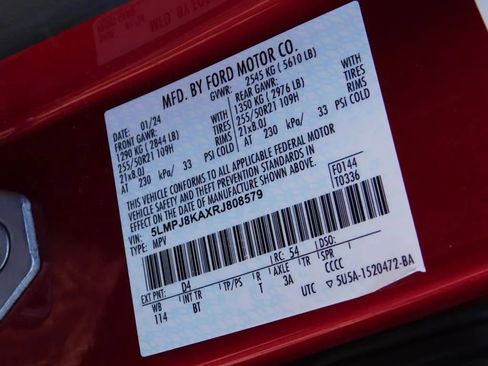 MFD. BY FORD MOTOR CO.
DATE: 01/24 GVWR: 2545 KG ( 5610 LB)
FRONT GAWR: WITH REAR GAWR: WITH
1290 KG ( 2844 LB) TIRES 1350 KG ( 2976 LB) TIRES
255/50R21 109H RIMS 255/50R21 109H RIMS
21x8.0J 21x8.0J
AT 230 kPa/ 33 PSI COLD AT 230 kPa/ 33 PSI COLD
THIS VEHICLE CONFORMS TO ALL APPLICABLE FEDERAL MOTOR
VEHICLE SAFETY AND THEFT PREVENTION STANDARDS IN
EFFECT ON THE DATE OF MANUFACTURE SHOWN ABOVE.
VIN: 5LMPJ8KAXRJ808579 F0144
TYPE: MPV T0336
EXT PNT: D4 RC: 54 DSO:
WB INT TR TP/PS R AXLE TR SPR
114 BT T 3A CCCC
UTC ▽ 5U5A-1520472-BA